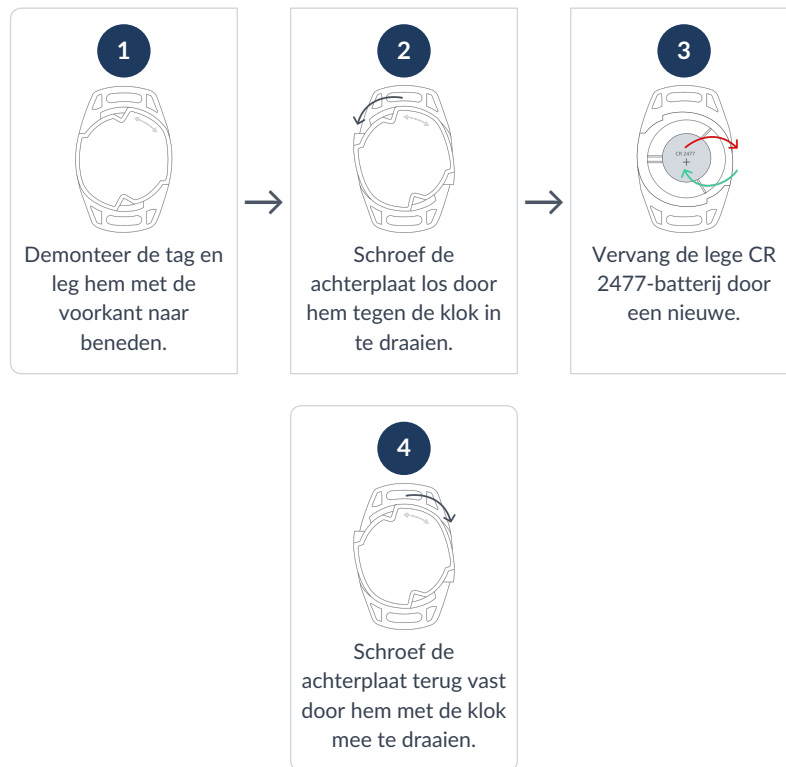 1
Demonteer de tag en
leg hem met de
voorkant naar
beneden.
2
Schroef de
achterplaat los door
hem tegen de klok in
te draaien.
3
CR 2477
+
Vervang de lege CR
2477-batterij door
een nieuwe.
4
Schroef de
achterplaat terug vast
door hem met de klok
mee te draaien.